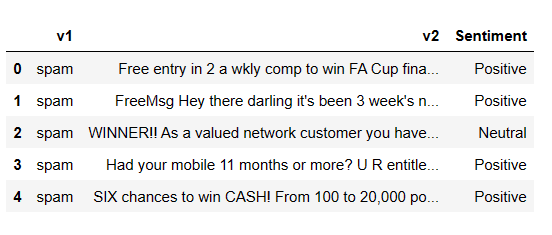 v1 v2 Sentiment
0 spam Free entry in 2 a wkly comp to win FA Cup fina... Positive
1 spam FreeMsg Hey there darling it's been 3 week's n... Positive
2 spam WINNER!! As a valued network customer you have... Neutral
3 spam Had your mobile 11 months or more? U R entitle... Positive
4 spam SIX chances to win CASH! From 100 to 20,000 po... Positive